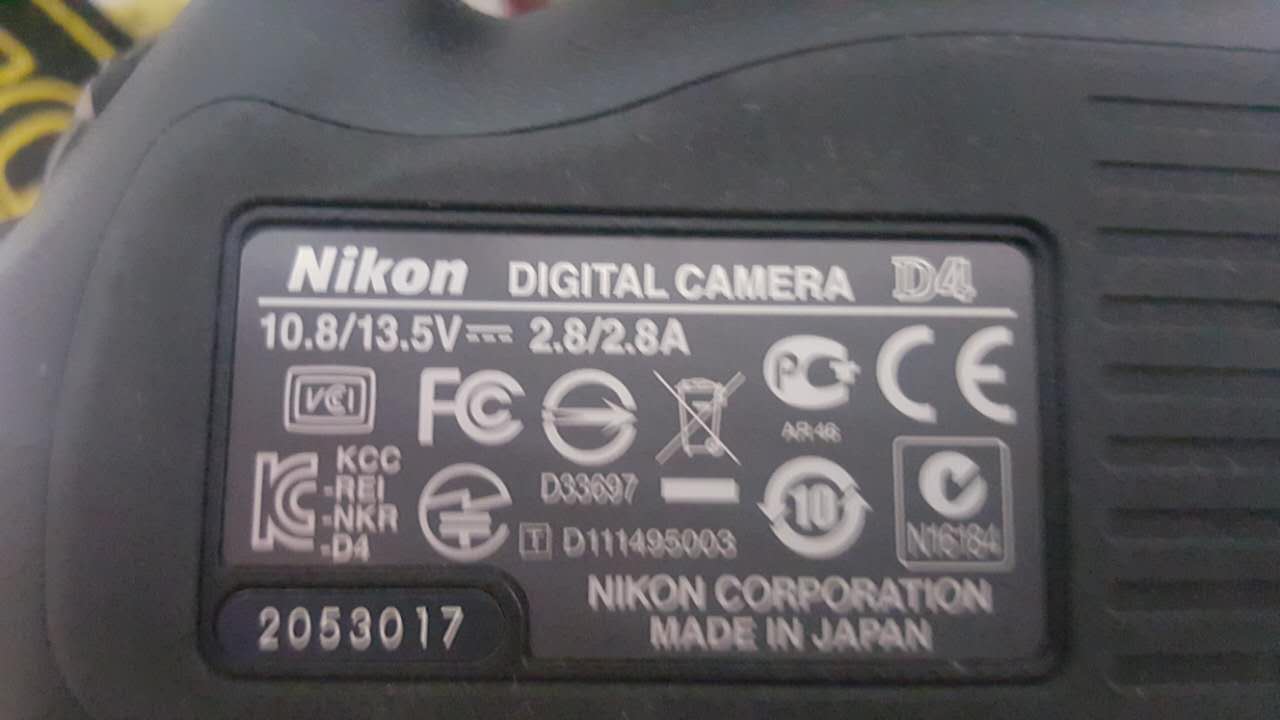 Nikon DIGITAL CAMERA D4
10.8/13.5V⎓ 2.8/2.8A
VCI FC PC CE
AR46
KCC
-REI
-NKR
-D4
D33697
10
N16184
T D111495003
NIKON CORPORATION
MADE IN JAPAN
2053017